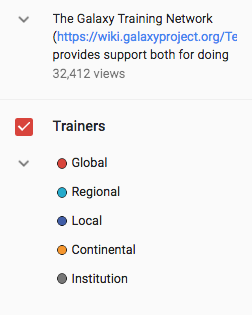 The Galaxy Training Network
(https://wiki.galaxyproject.org/Te
provides support both for doing
32,412 views
Trainers
Global
Regional
Local
Continental
Institution